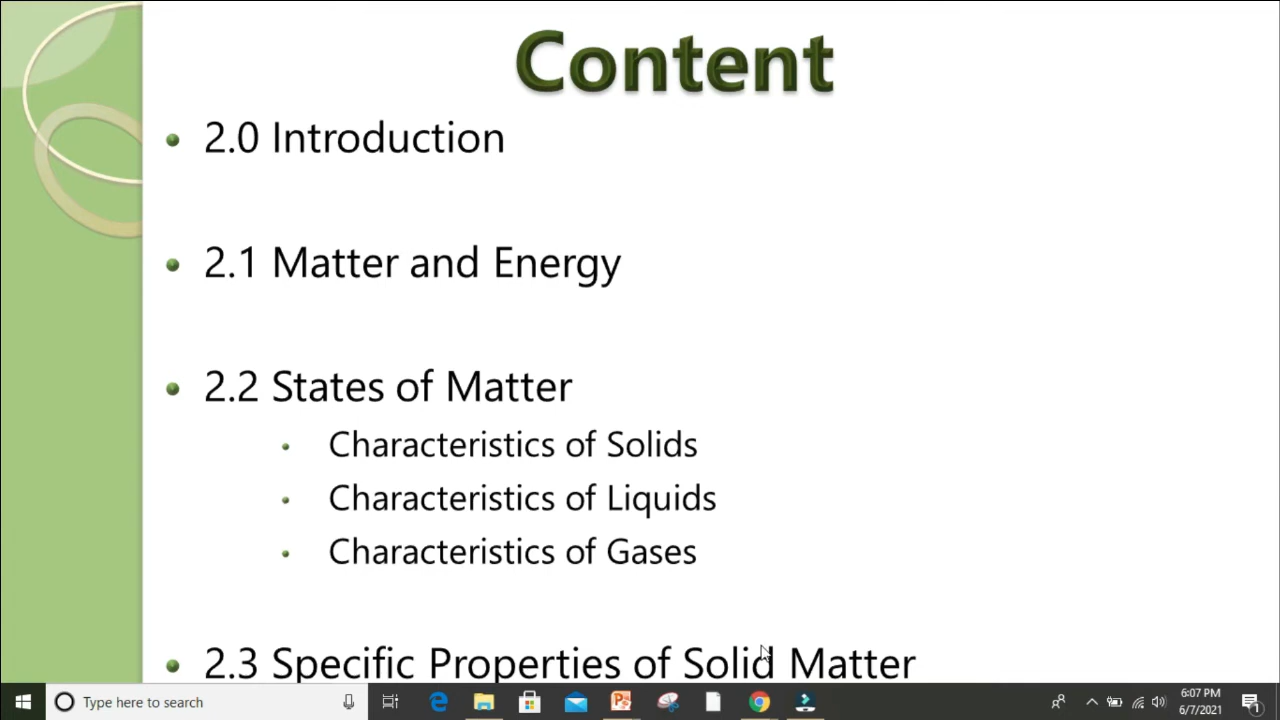 Content
2.0 Introduction
2.1 Matter and Energy
2.2 States of Matter
Characteristics of Solids
Characteristics of Liquids
Characteristics of Gases
2.3 Specific Properties of Solid Matter
Type here to search
6:07 PM
6/7/2021
1